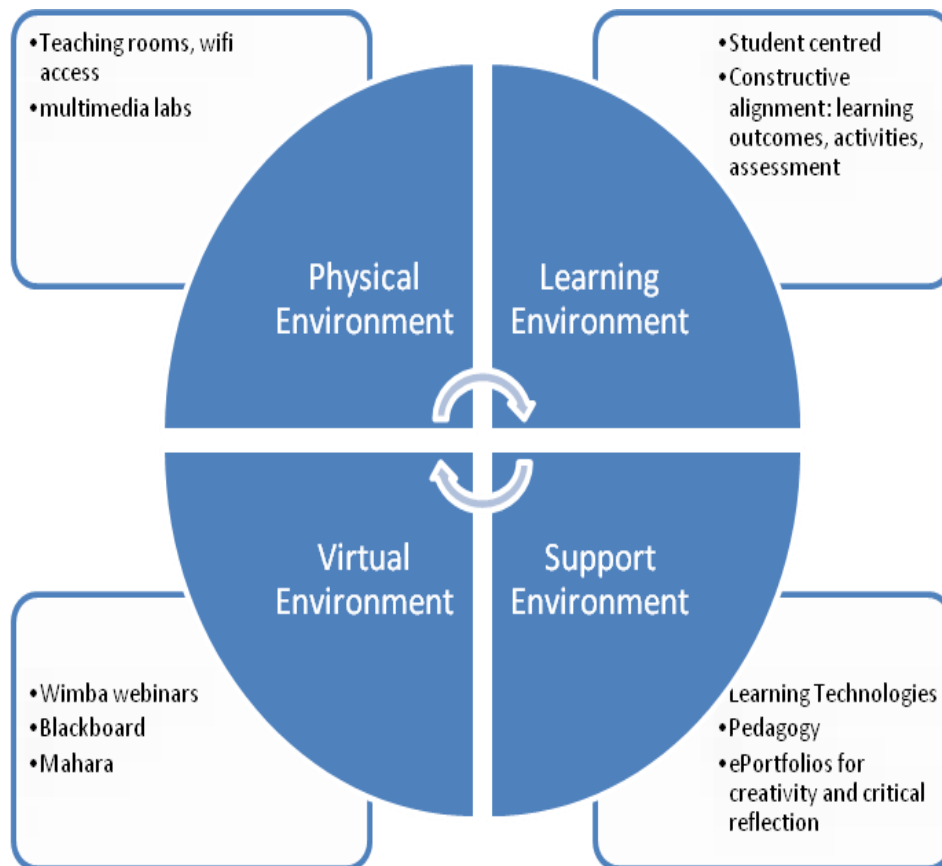 •Teaching rooms, wifi
access
•multimedia labs
•Student centred
•Constructive
alignment: learning
outcomes, activities,
assessment
Physical
Environment
Learning
Environment
Virtual
Environment
Support
Environment
•Wimba webinars
•Blackboard
•Mahara
Learning Technologies
•Pedagogy
•ePortfolios for
creativity and critical
reflection